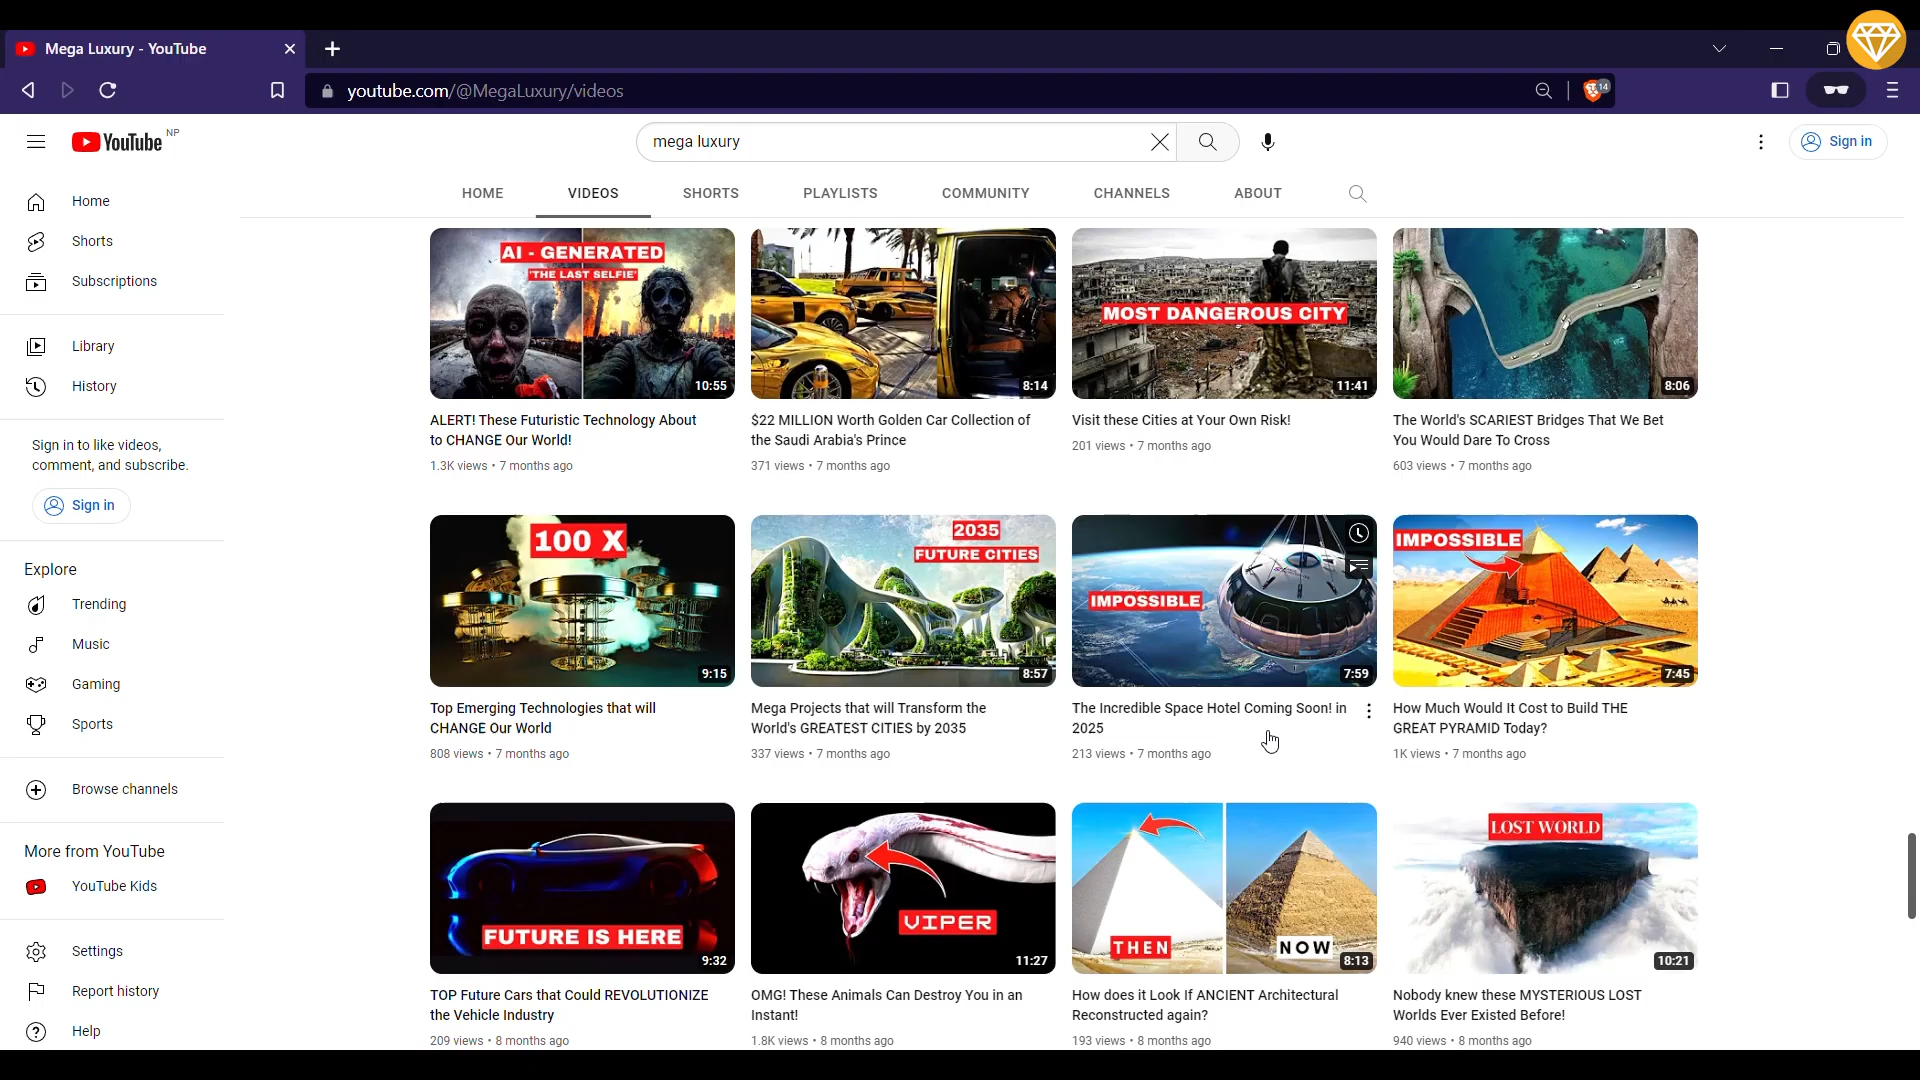 Mega Luxury - YouTube
youtube.com/@MegaLuxury/videos
14
YouTube NP
mega luxury
Sign in
HOME
VIDEOS
SHORTS
PLAYLISTS
COMMUNITY
CHANNELS
ABOUT
Home
Shorts
Subscriptions
Library
History
Sign in to like videos,
comment, and subscribe.
Sign in
Explore
Trending
Music
Gaming
Sports
Browse channels
More from YouTube
YouTube Kids
Settings
Report history
Help
AI - GENERATED
'THE LAST SELFIE'
10:55
ALERT! These Futuristic Technology About
to CHANGE Our World!
1.3K views • 7 months ago
8:14
$22 MILLION Worth Golden Car Collection of
the Saudi Arabia's Prince
371 views • 7 months ago
MOST DANGEROUS CITY
11:41
Visit these Cities at Your Own Risk!
201 views • 7 months ago
8:06
The World's SCARIEST Bridges That We Bet
You Would Dare To Cross
603 views • 7 months ago
100 X
9:15
Top Emerging Technologies that will
CHANGE Our World
808 views • 7 months ago
2035
FUTURE CITIES
8:57
Mega Projects that will Transform the
World's GREATEST CITIES by 2035
337 views • 7 months ago
IMPOSSIBLE
7:59
The Incredible Space Hotel Coming Soon! in
2025
213 views • 7 months ago
IMPOSSIBLE
7:45
How Much Would It Cost to Build THE
GREAT PYRAMID Today?
1K views • 7 months ago
FUTURE IS HERE
9:32
TOP Future Cars that Could REVOLUTIONIZE
the Vehicle Industry
209 views • 8 months ago
VIPER
11:27
OMG! These Animals Can Destroy You in an
Instant!
1.8K views • 8 months ago
THEN
NOW
8:13
How does it Look If ANCIENT Architectural
Reconstructed again?
193 views • 8 months ago
LOST WORLD
10:21
Nobody knew these MYSTERIOUS LOST
Worlds Ever Existed Before!
940 views • 8 months ago